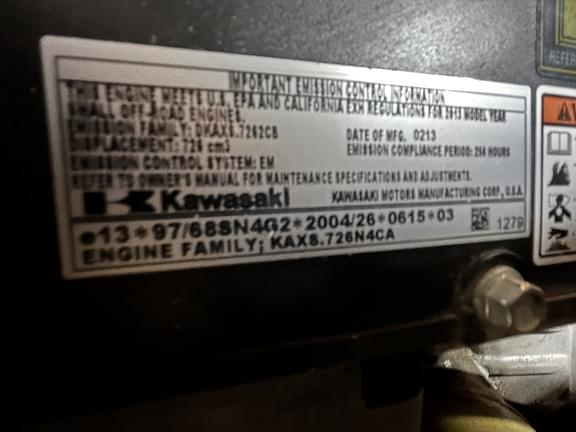 IMPORTANT EMISSION CONTROL INFORMATION
THIS ENGINE MEETS U.S. EPA AND CALIFORNIA EXH REGULATIONS FOR 2013 MODEL YEAR
SMALL OFF-ROAD ENGINES.
EMISSION FAMILY: DKAXS.7262CB DATE OF MFG. 0213
DISPLACEMENT: 726 cm3 EMISSION COMPLIANCE PERIOD: 250 HOURS
EMISSION CONTROL SYSTEM: EM
REFER TO OWNER'S MANUAL FOR MAINTENANCE SPECIFICATIONS AND ADJUSTMENTS.
Kawasaki KAWASAKI MOTORS MANUFACTURING CORP., U.S.A.
e13*97/68SN4G2*2004/26*0615*03 1279
ENGINE FAMILY; KAXS.726N4CA
REFER